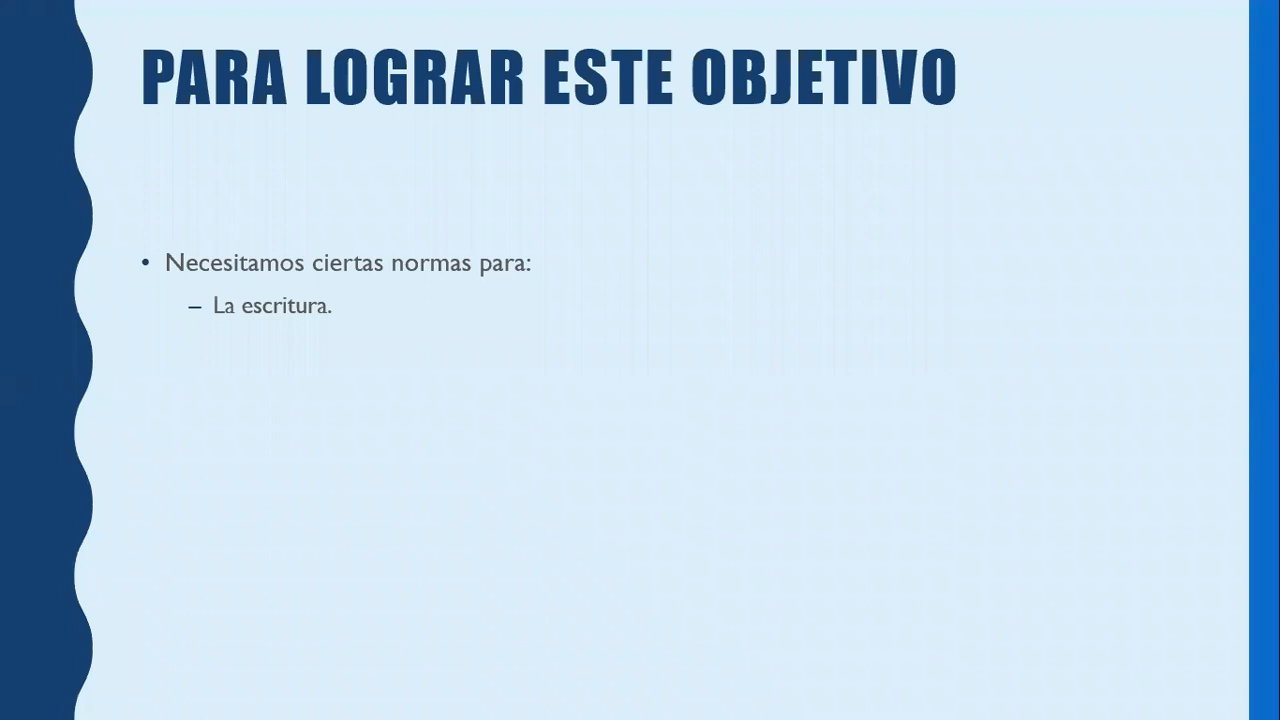 PARA LOGRAR ESTE OBJETIVO
• Necesitamos ciertas normas para:
– La escritura.